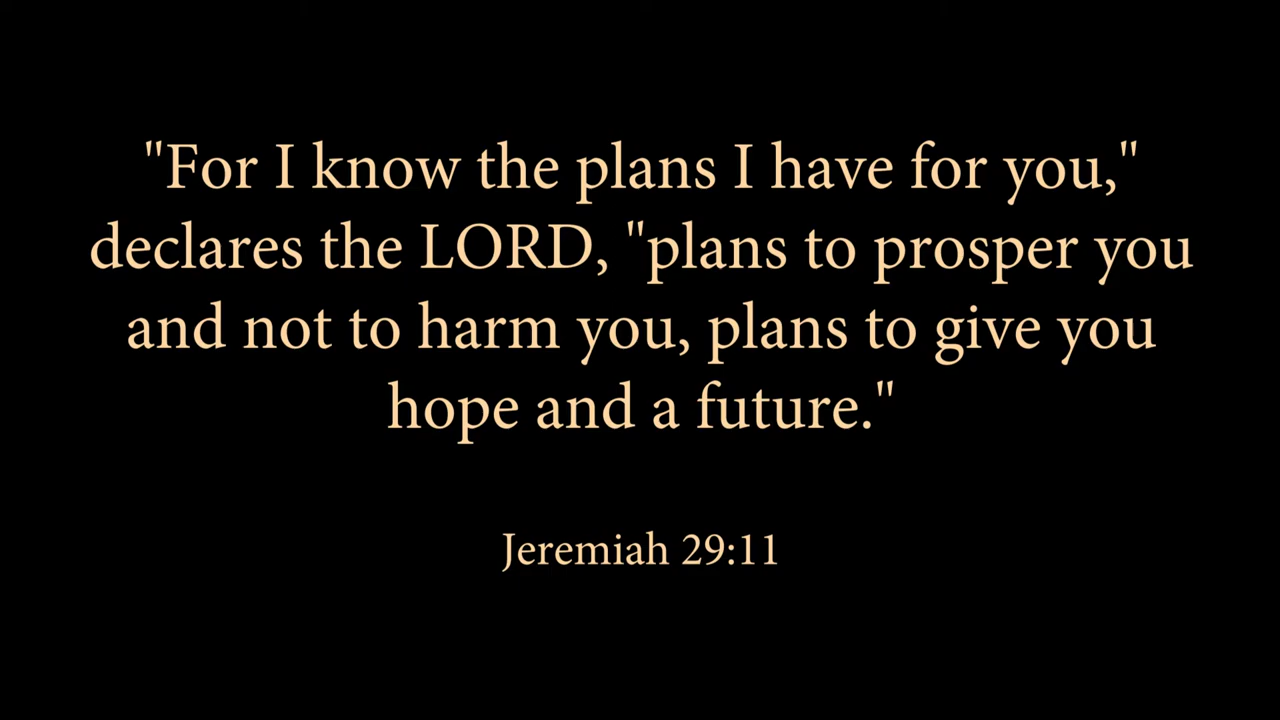 "For I know the plans I have for you,"
declares the LORD, "plans to prosper you
and not to harm you, plans to give you
hope and a future."
Jeremiah 29:11